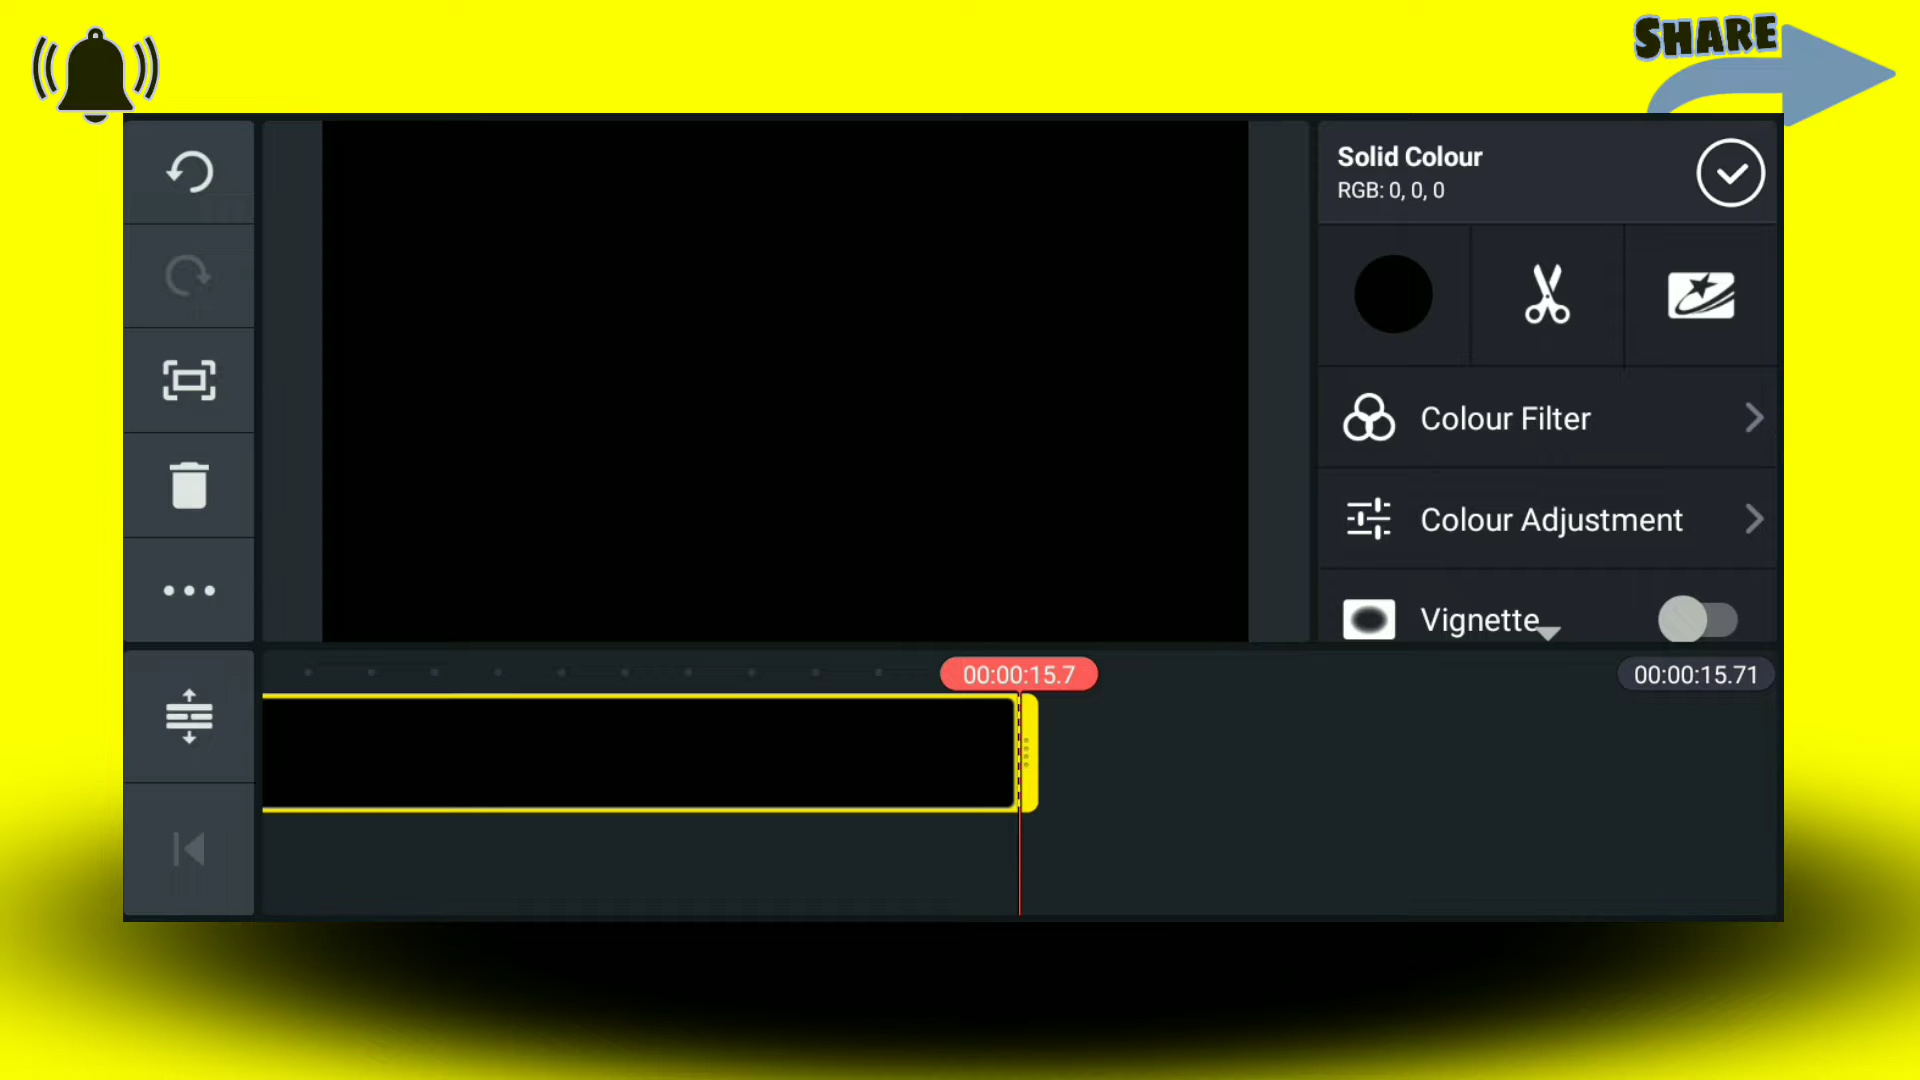 SHARE
Solid Colour
RGB: 0, 0, 0
Colour Filter
Colour Adjustment
Vignette
00:00:15.7
00:00:15.71